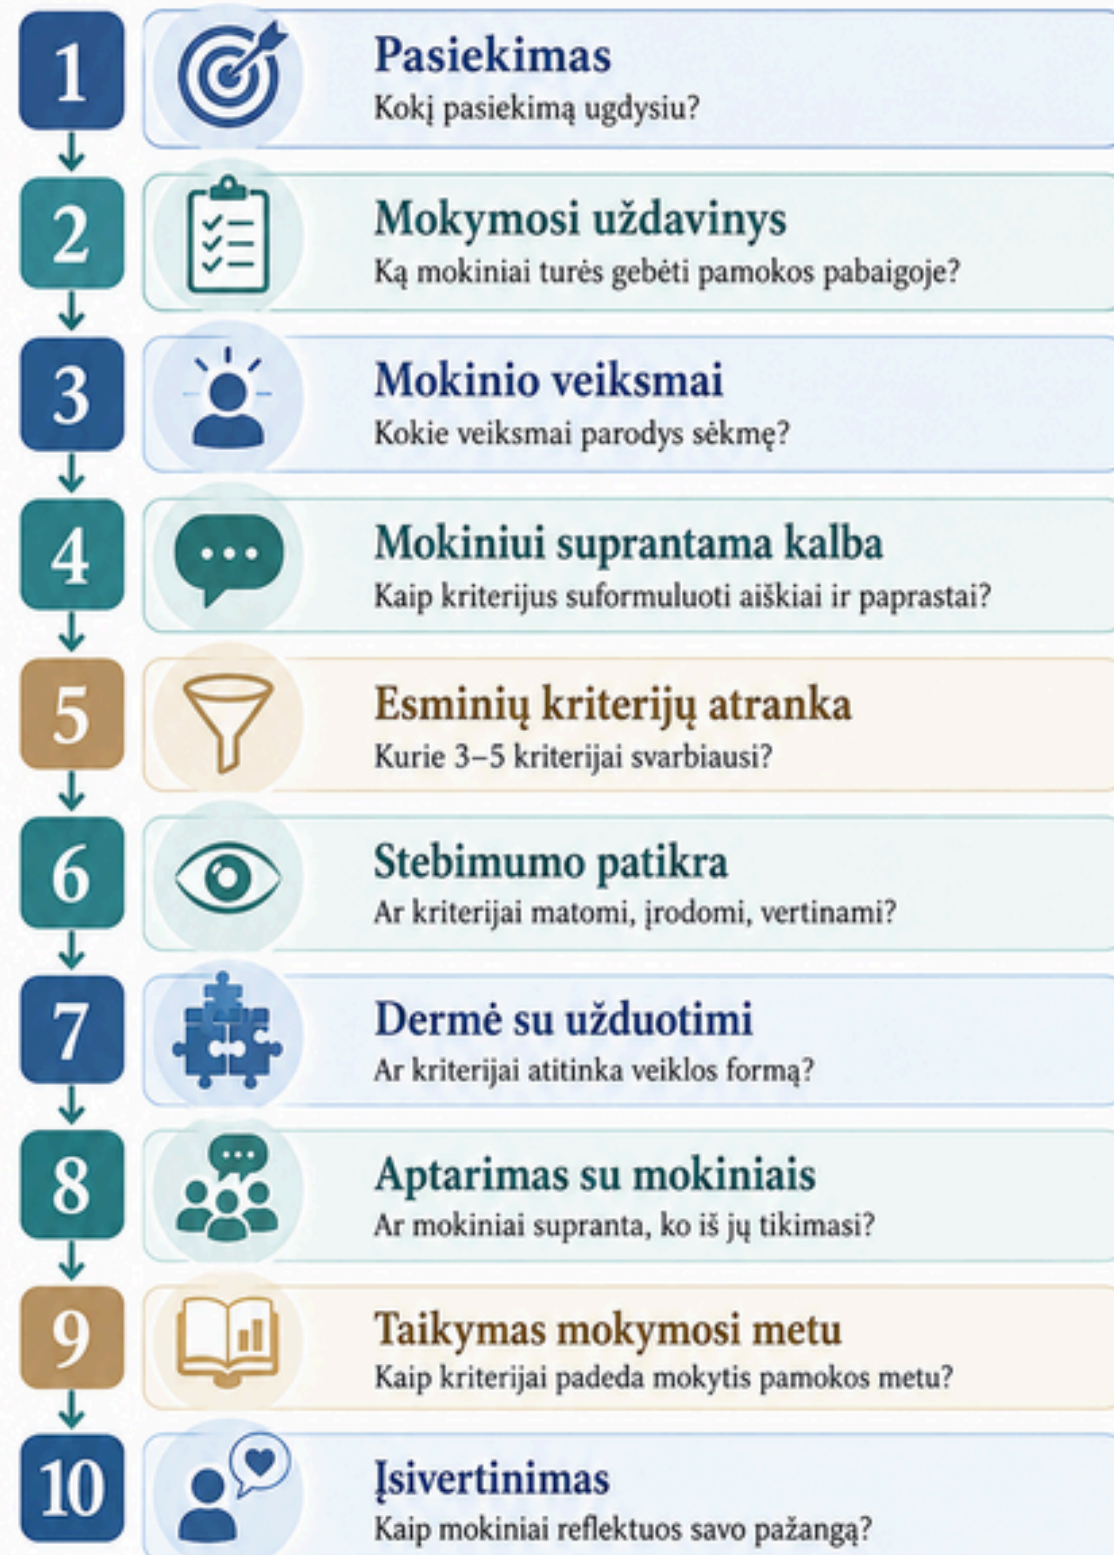 1
Pasiekimas
Kokį pasiekimą ugdysiu?
2
Mokymosi uždavinys
Ką mokiniai turės gebėti pamokos pabaigoje?
3
Mokinio veiksmai
Kokie veiksmai parodys sėkmę?
4
Mokiniui suprantama kalba
Kaip kriterijus suformuluoti aiškiai ir paprastai?
5
Esminių kriterijų atranka
Kurie 3–5 kriterijai svarbiausi?
6
Stebimumo patikra
Ar kriterijai matomi, įrodomi, vertinami?
7
Dermė su užduotimi
Ar kriterijai atitinka veiklos formą?
8
Aptarimas su mokiniais
Ar mokiniai supranta, ko iš jų tikimasi?
9
Taikymas mokymosi metu
Kaip kriterijai padeda mokytis pamokos metu?
10
Įsivertinimas
Kaip mokiniai reflektuos savo pažangą?